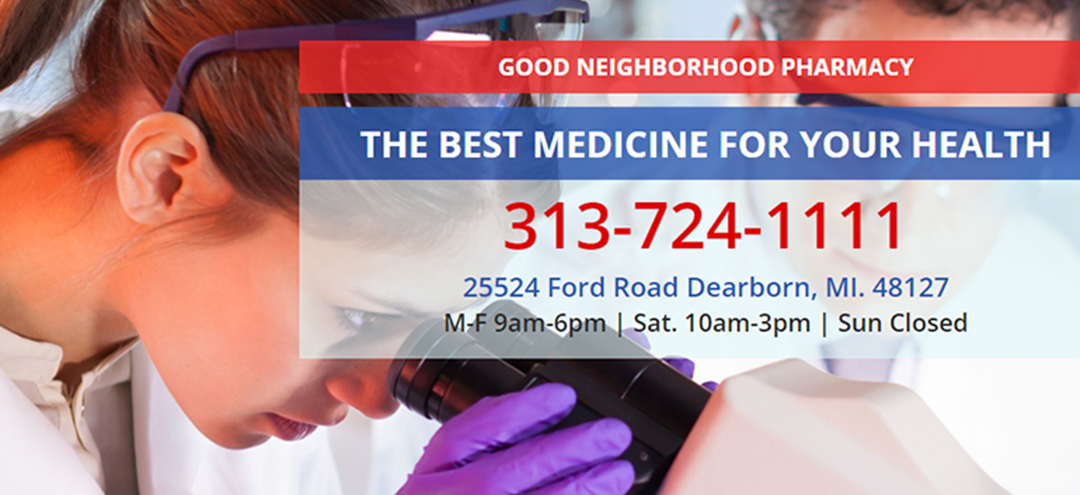 GOOD NEIGHBORHOOD PHARMACY
THE BEST MEDICINE FOR YOUR HEALTH
313-724-1111
25524 Ford Road Dearborn, MI. 48127
M-F 9am-6pm | Sat. 10am-3pm | Sun Closed